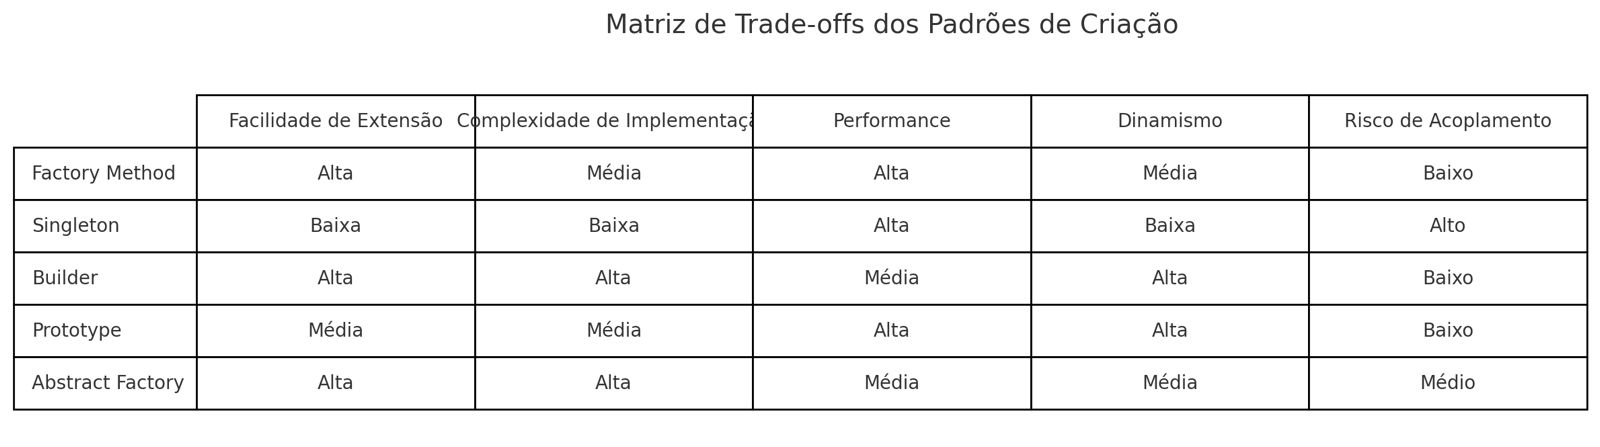 Matriz de Trade-offs dos Padrões de Criação
Facilidade de Extensão Complexidade de Performance Dinamismo Risco de Acoplamento
Factory Method Alta Média Alta Média Baixo
Singleton Baixa Baixa Alta Baixa Alto
Builder Alta Alta Média Alta Baixo
Prototype Média Média Alta Alta Baixo
Abstract Factory Alta Alta Média Média Médio